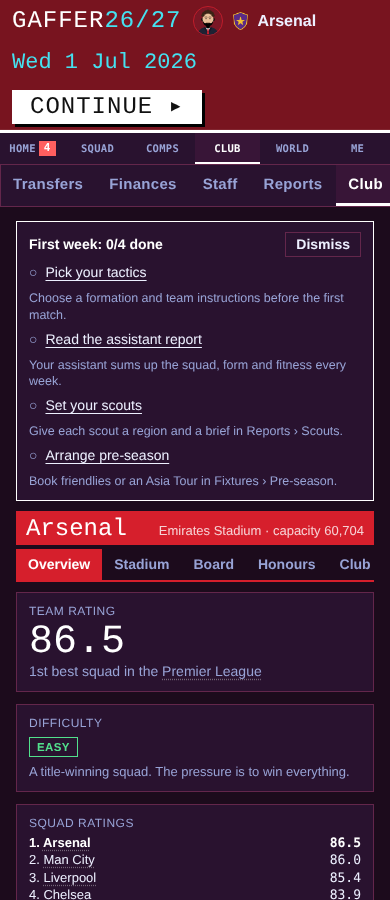 GAFFER26/27 Arsenal
Wed 1 Jul 2026
CONTINUE ▸
HOME 4 SQUAD COMPS CLUB WORLD ME
Transfers Finances Staff Reports Club
First week: 0/4 done Dismiss
○ Pick your tactics
Choose a formation and team instructions before the first
match.
○ Read the assistant report
Your assistant sums up the squad, form and fitness every
week.
○ Set your scouts
Give each scout a region and a brief in Reports › Scouts.
○ Arrange pre-season
Book friendlies or an Asia Tour in Fixtures › Pre-season.
Arsenal Emirates Stadium · capacity 60,704
Overview Stadium Board Honours Club
TEAM RATING
86.5
1st best squad in the Premier League
DIFFICULTY
EASY
A title-winning squad. The pressure is to win everything.
SQUAD RATINGS
1. Arsenal 86.5
2. Man City 86.0
3. Liverpool 85.4
4. Chelsea 83.9